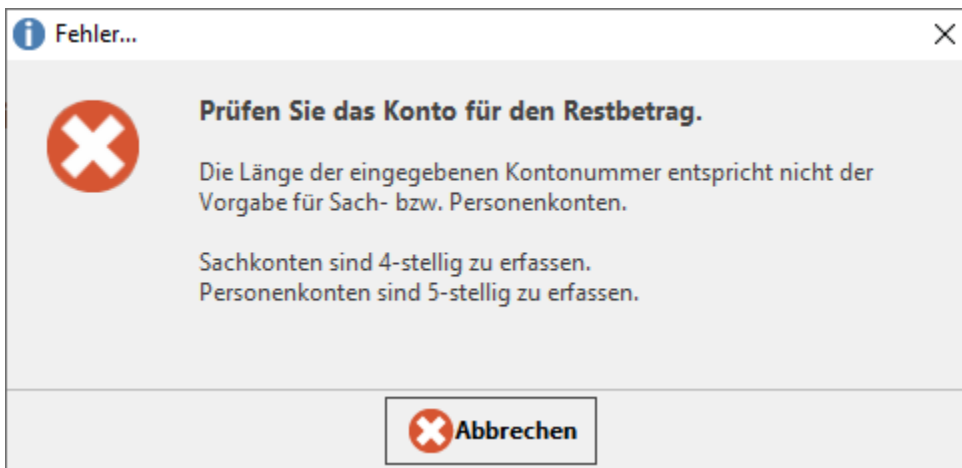 Fehler...
Prüfen Sie das Konto für den Restbetrag.
Die Länge der eingegebenen Kontonummer entspricht nicht der
Vorgabe für Sach- bzw. Personenkonten.
Sachkonten sind 4-stellig zu erfassen.
Personenkonten sind 5-stellig zu erfassen.
Abbrechen